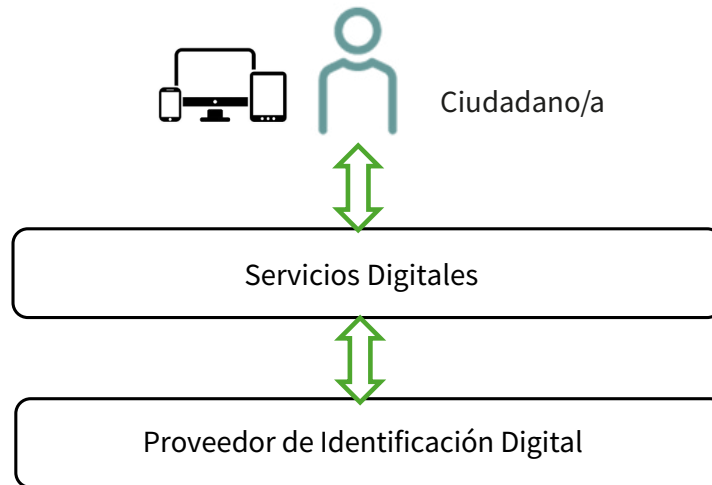 Ciudadano/a
Servicios Digitales
Proveedor de Identificación Digital